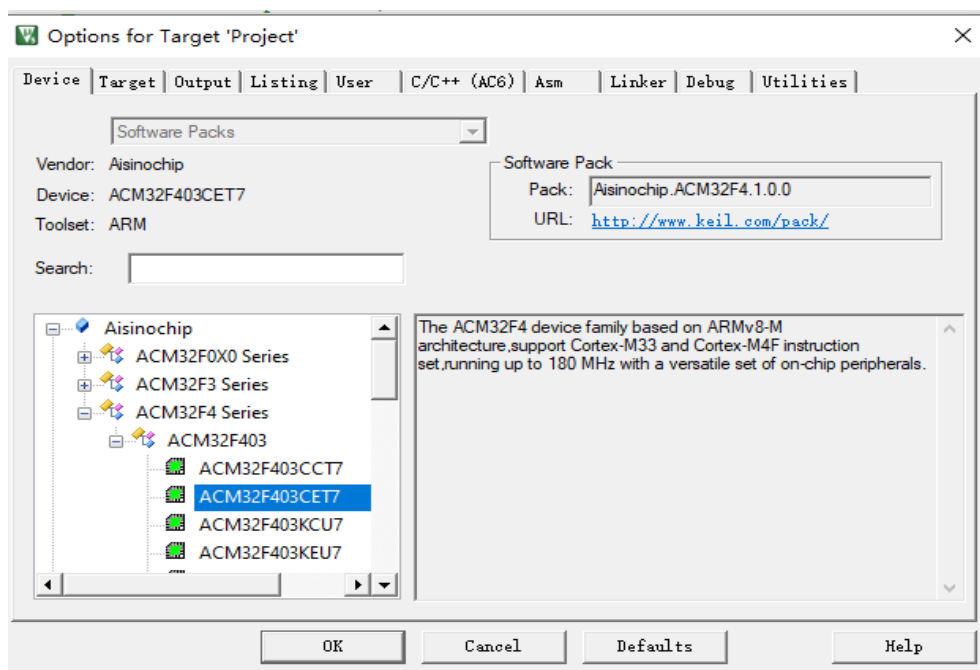 Options for Target 'Project'
Device Target Output Listing User C/C++ (AC6) Asm Linker Debug Utilities
Software Packs
Vendor: Aisinochip
Device: ACM32F403CET7
Toolset: ARM
Search:
Software Pack
Pack: Aisinochip.ACM32F4.1.0.0
URL: http://www.keil.com/pack/
Aisinochip
ACM32F0X0 Series
ACM32F3 Series
ACM32F4 Series
ACM32F403
ACM32F403CCT7
ACM32F403CET7
ACM32F403KCU7
ACM32F403KEU7
The ACM32F4 device family based on ARMv8-M
architecture,support Cortex-M33 and Cortex-M4F instruction
set,running up to 180 MHz with a versatile set of on-chip peripherals.
OK Cancel Defaults Help